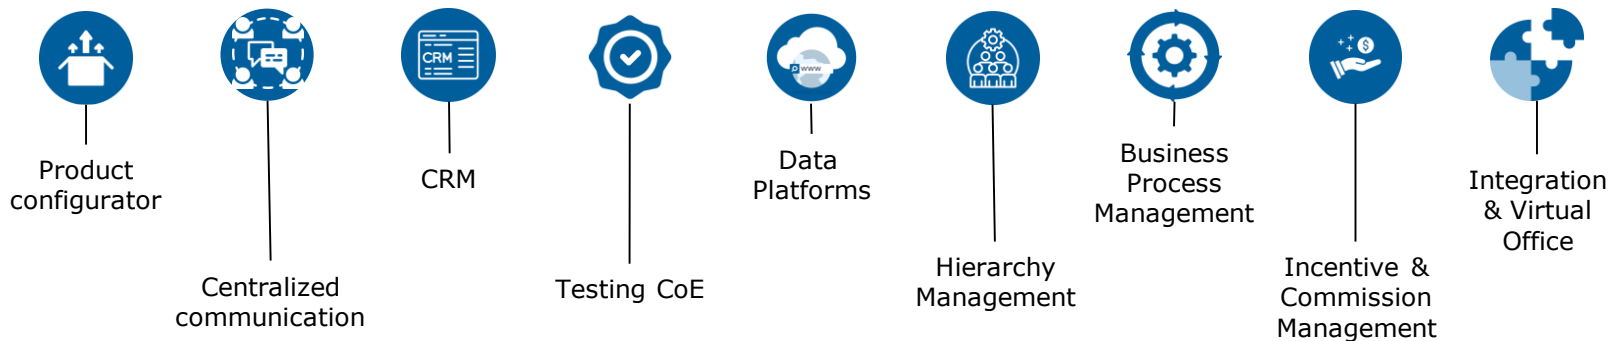 Product
configurator
Centralized
communication
CRM
CRM
Testing CoE
www
Data
Platforms
Hierarchy
Management
Business
Process
Management
$
Incentive &
Commission
Management
Integration
& Virtual
Office